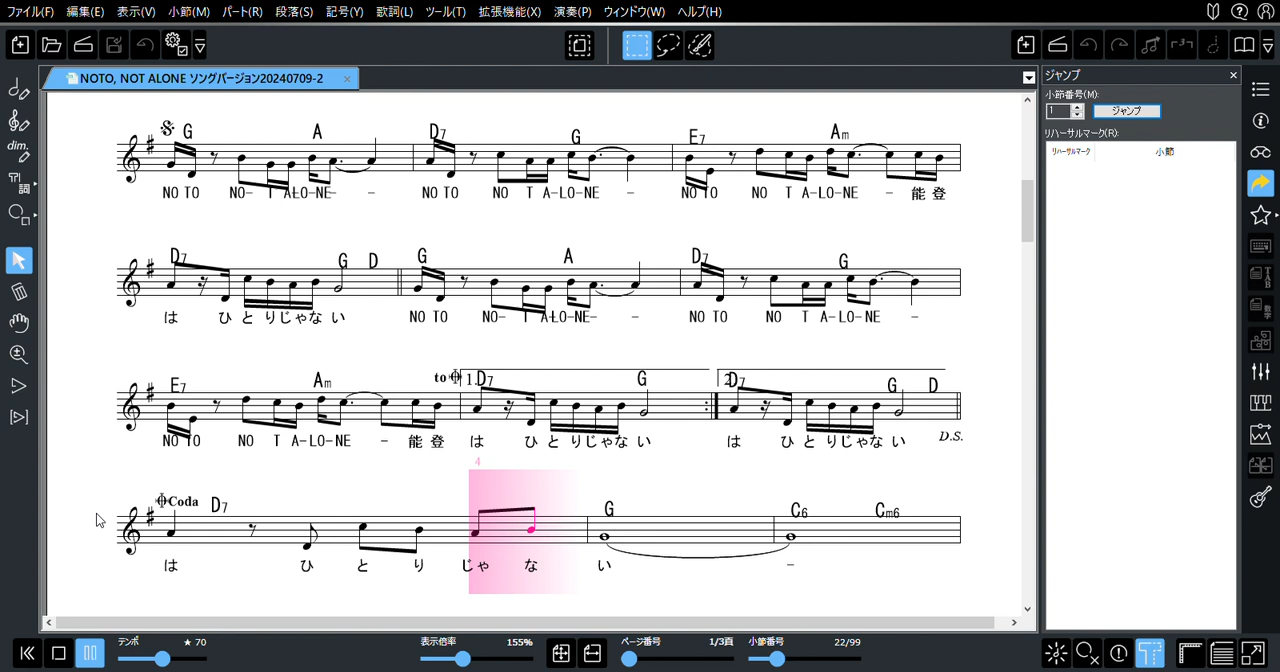 ファイル(F) 編集(E) 表示(V) 小節(M) パート(R) 段落(S) 記号(Y) 歌詞(L) ツール(T) 拡張機能(X) 演奏(P) ウィンドウ(W) ヘルプ(H)
NOTO, NOT ALONE ソングバージョン20240709-2 ×
ジャンプ ×
小節番号(M):
1 ジャンプ
リハーサルマーク(R):
リハーサルマーク 小節
dim.
T1
調
TAB
数字
G A D7 G E7 Am
NO TO NO- T ALO-NE- - NO TO NO T A-LO-NE - NO TO NO T A-LO-NE - 能 登
D7 G D G A D7 G
は ひ と り じゃ な い NO TO NO- T A-LO-NE- - NO TO NO T A-LO-NE -
E7 Am to 1. D7 G 2. D7 G D
NO TO NO T A-LO-NE - 能 登 は ひ と り じゃ な い は ひ と り じゃ な い
D.S.
4
Coda D7 G C6 Cm6
は ひ と り じゃ な い -
テンポ ★ 70 表示倍率 155% ページ番号 1/3頁 小節番号 22/99